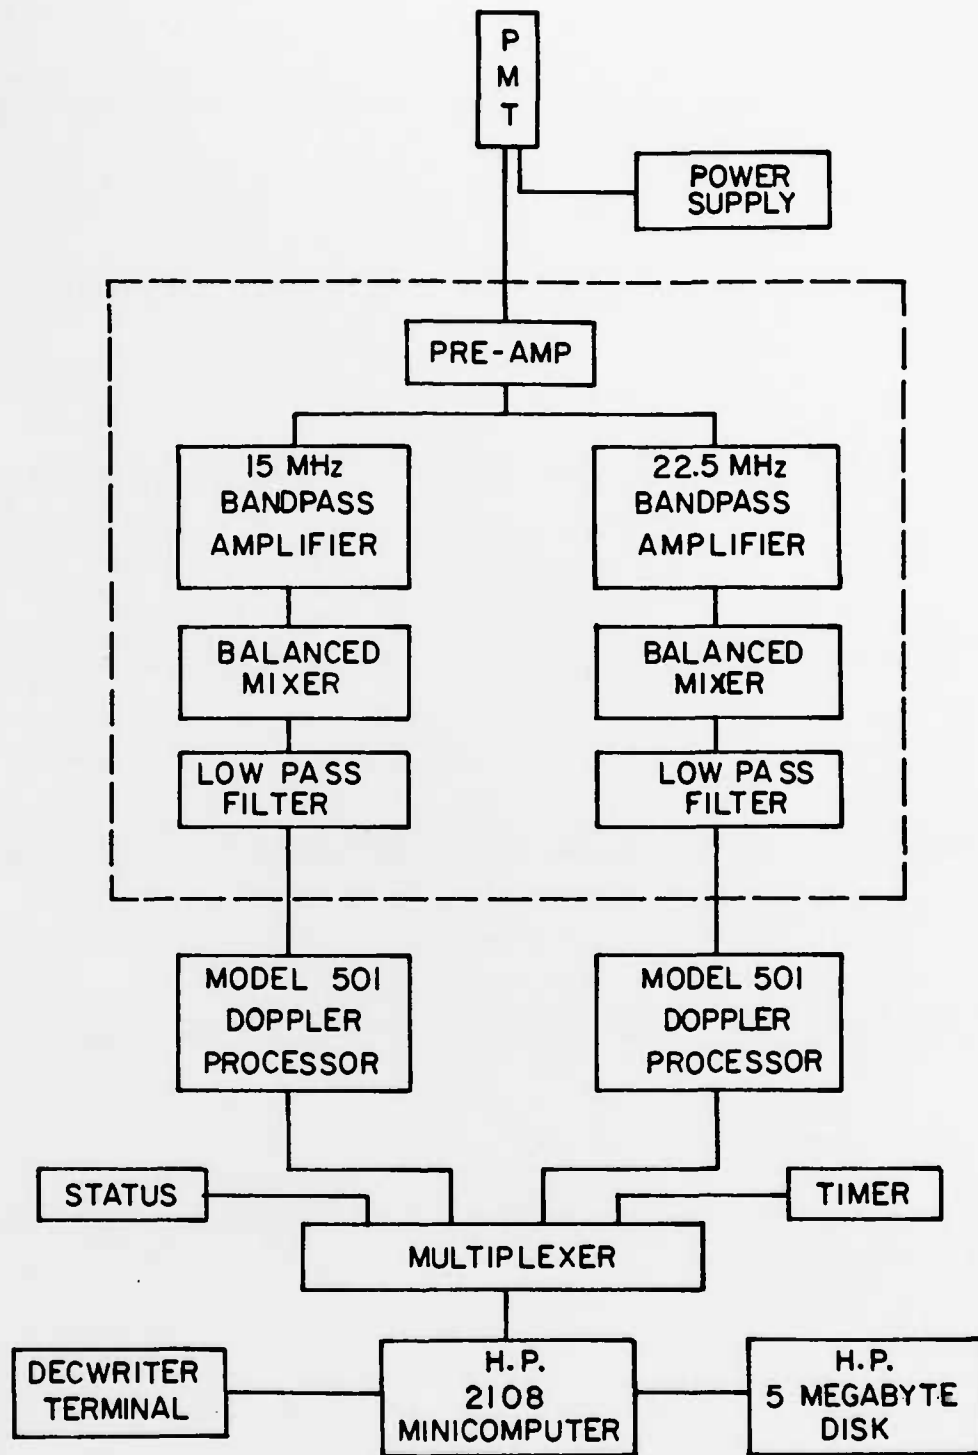 P
M
T
POWER
SUPPLY
PRE-AMP
15 MHz
BANDPASS
AMPLIFIER
22.5 MHz
BANDPASS
AMPLIFIER
BALANCED
MIXER
BALANCED
MIXER
LOW PASS
FILTER
LOW PASS
FILTER
MODEL 501
DOPPLER
PROCESSOR
MODEL 501
DOPPLER
PROCESSOR
STATUS
TIMER
MULTIPLEXER
DECWRITER
TERMINAL
H.P.
2108
MINICOMPUTER
H.P.
5 MEGABYTE
DISK